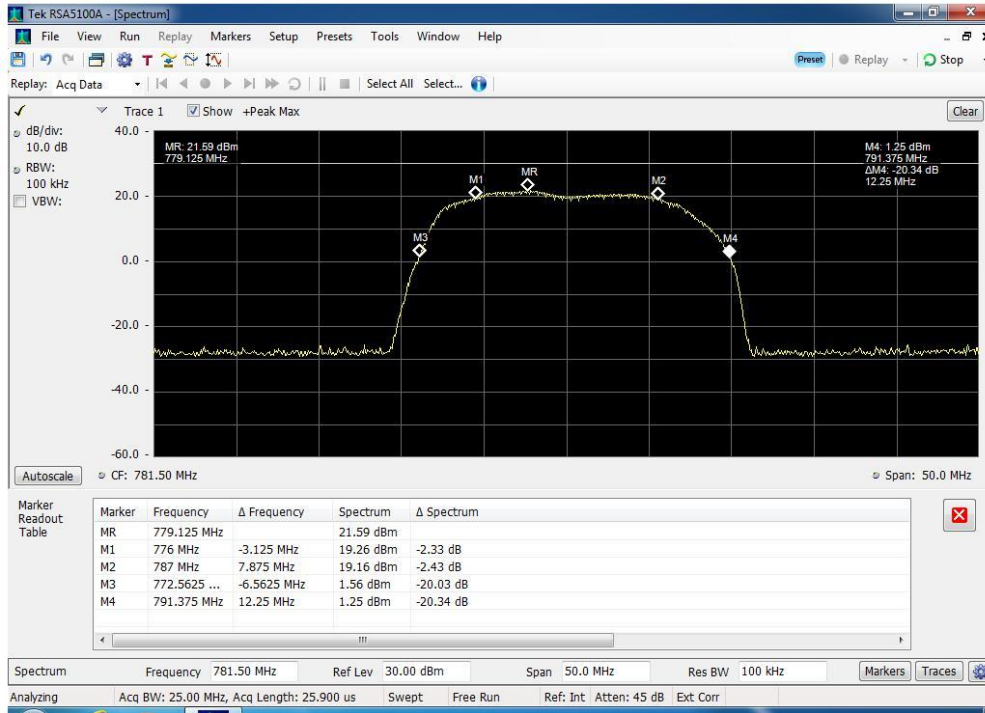 Tek RSA5100A - [Spectrum]
File View Run Replay Markers Setup Presets Tools Window Help
Preset Replay Stop
Replay: Acq Data Select All Select...
Trace 1 Show +Peak Max Clear
dB/div:
10.0 dB
RBW:
100 kHz
VBW:
40.0
20.0
0.0
-20.0
-40.0
-60.0
MR: 21.59 dBm
779.125 MHz
M4: 1.25 dBm
791.375 MHz
ΔM4: -20.34 dB
12.25 MHz
M1
MR
M2
M3
M4
Autoscale CF: 781.50 MHz Span: 50.0 MHz
Marker
Readout
Table
Marker Frequency Δ Frequency Spectrum Δ Spectrum
MR 779.125 MHz 21.59 dBm
M1 776 MHz -3.125 MHz 19.26 dBm -2.33 dB
M2 787 MHz 7.875 MHz 19.16 dBm -2.43 dB
M3 772.5625 ... -6.5625 MHz 1.56 dBm -20.03 dB
M4 791.375 MHz 12.25 MHz 1.25 dBm -20.34 dB
Spectrum Frequency 781.50 MHz Ref Lev 30.00 dBm Span 50.0 MHz Res BW 100 kHz Markers Traces
Analyzing Acq BW: 25.00 MHz, Acq Length: 25.900 us Swept Free Run Ref: Int Atten: 45 dB Ext Corr